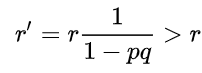 r′ = r \frac{1}{1 − pq} > r